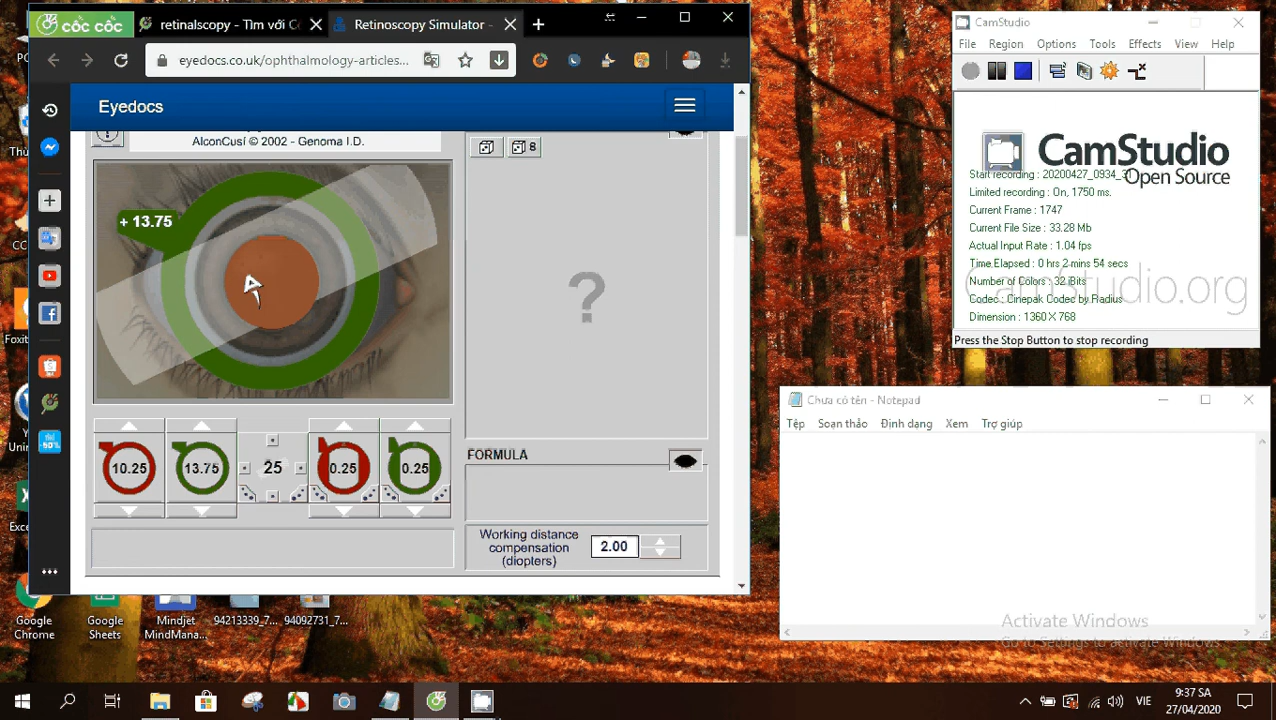 cốc cốc
retinalscopy - Tìm với C
Retinoscopy Simulator -
eyedocs.co.uk/ophthalmology-articles...
Eyedocs
AlconCusí © 2002 - Genoma I.D.
8
+ 13.75
?
10.25
13.75
25
0.25
0.25
FORMULA
Working distance
compensation
(diopters)
2.00
CamStudio
File Region Options Tools Effects View Help
CamStudio
Open Source
Start recording : 20200427_0934_3
Limited recording : On, 1750 ms.
Current Frame : 1747
Current File Size : 33.28 Mb
Actual Input Rate : 1.04 fps
Time Elapsed : 0 hrs 2 mins 54 secs
Number of Colors : 32 Bits
Codec : Cinepak Codec by Radius
Dimension : 1360 X 768
CamStudio.org
Press the Stop Button to stop recording
Chưa có tên - Notepad
Tệp Soạn thảo Định dạng Xem Trợ giúp
Activate Windows
Go to Settings to activate Windows.
Google
Chrome
Google
Sheets
Mindjet
MindMana...
94213339_7...
94092731_7...
-50%
VIE
9:37 SA
27/04/2020